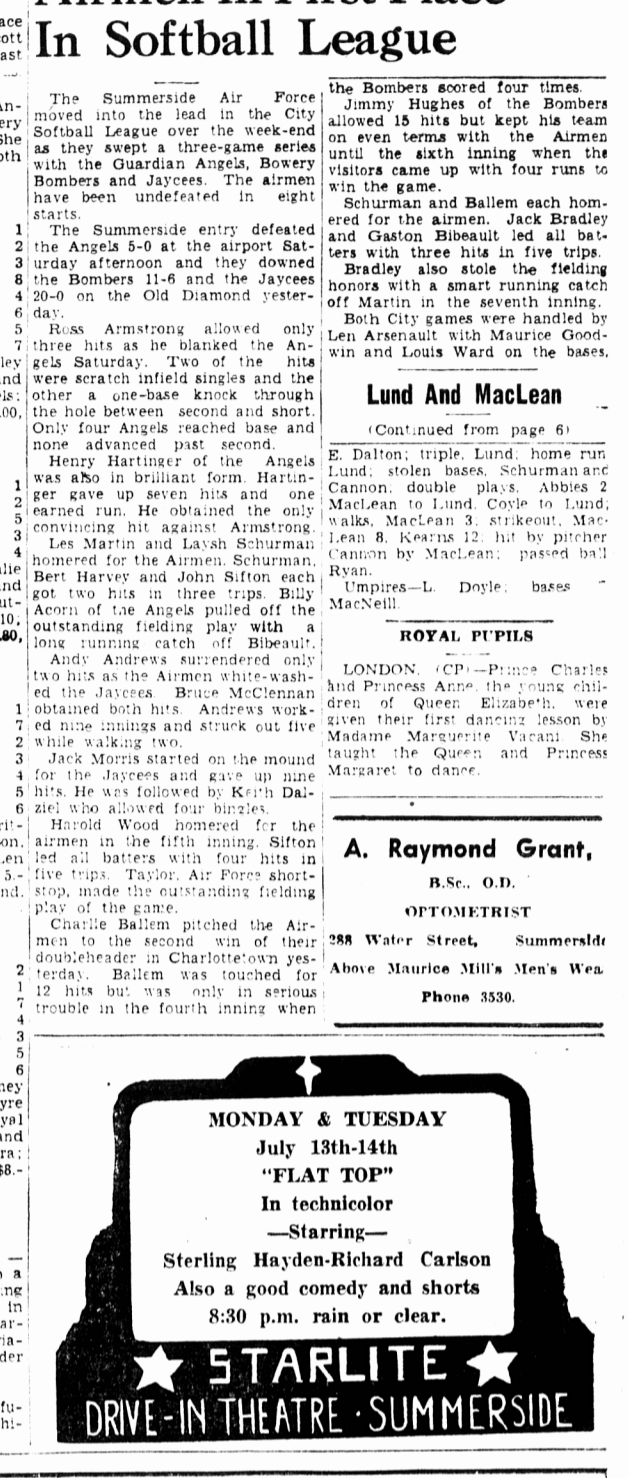 In Softball League
The Summerside Air Force
moved into the lead in the City
Softball League over the week-end
as they swept a three-game series
with the Guardian Angels, Bowery
Bombers and Jaycees. The airmen
have been undefeated in eight
starts.
The Summerside entry defeated
the Angels 5-0 at the airport Sat-
urday afternoon and they downed
the Bombers 11-6 and the Jaycees
20-0 on the Old Diamond yester-
day.
Ross Armstrong allowed only
three hits as he blanked the An-
gels Saturday. Two of the hits
were scratch infield singles and the
other a one-base knock through
the hole between second and short.
Only four Angels reached base and
none advanced past second.
Henry Hartinger of the Angels
was also in brilliant form. Hartin-
ger gave up seven hits and one
earned run. He obtained the only
convincing hit against Armstrong.
Les Martin and Laysh Schurman
homered for the Airmen. Schurman,
Bert Harvey and John Sifton each
got two hits in three trips. Billy
Acorn of the Angels pulled off the
outstanding fielding play with a
long running catch off Bibeault.
Andy Andrews surrendered only
two hits as the Airmen white-wash-
ed the Jaycees. Bruce McClennan
obtained both hits. Andrews work-
ed nine innings and struck out five
while walking two.
Jack Morris started on the mound
for the Jaycees and gave up nine
hits. He was followed by Keith Dal-
ziel who allowed four bingles.
Harold Wood homered for the
airmen in the fifth inning. Sifton
led all batters with four hits in
five trips. Taylor, Air Force short-
stop, made the outstanding fielding
play of the game.
Charlie Ballem pitched the Air-
men to the second win of their
doubleheader in Charlottetown yes-
terday. Ballem was touched for
12 hits but was only in serious
trouble in the fourth inning when
the Bombers scored four times.
Jimmy Hughes of the Bombers
allowed 15 hits but kept his team
on even terms with the Airmen
until the sixth inning when the
visitors came up with four runs to
win the game.
Schurman and Ballem each hom-
ered for the airmen. Jack Bradley
and Gaston Bibeault led all bat-
ters with three hits in five trips.
Bradley also stole the fielding
honors with a smart running catch
off Martin in the seventh inning.
Both City games were handled by
Len Arsenault with Maurice Good-
win and Louis Ward on the bases.
Lund And MacLean
(Continued from page 6)
E. Dalton; triple, Lund; home run
Lund; stolen bases, Schurman and
Cannon; double plays, Abbies 2
MacLean to Lund. Coyle to Lund;
walks, MacLean 3; strikeout, Mac-
Lean 8, Kearns 12; hit by pitcher
Cannon by MacLean; passed ball
Ryan.
Umpires—L. Doyle; bases
MacNeill.
ROYAL PUPILS
LONDON, (CP)—Prince Charles
and Princess Anne, the young chil-
dren of Queen Elizabeth, were
given their first dancing lesson by
Madame Marguerite Vacani. She
taught the Queen and Princess
Margaret to dance.
A. Raymond Grant,
B.Sc., O.D.
OPTOMETRIST
288 Water Street, Summerside
Above Maurice Mill's Men's Wea
Phone 3530.
MONDAY & TUESDAY
July 13th-14th
"FLAT TOP"
In technicolor
—Starring—
Sterling Hayden-Richard Carlson
Also a good comedy and shorts
8:30 p.m. rain or clear.
STARLITE
DRIVE-IN THEATRE · SUMMERSIDE